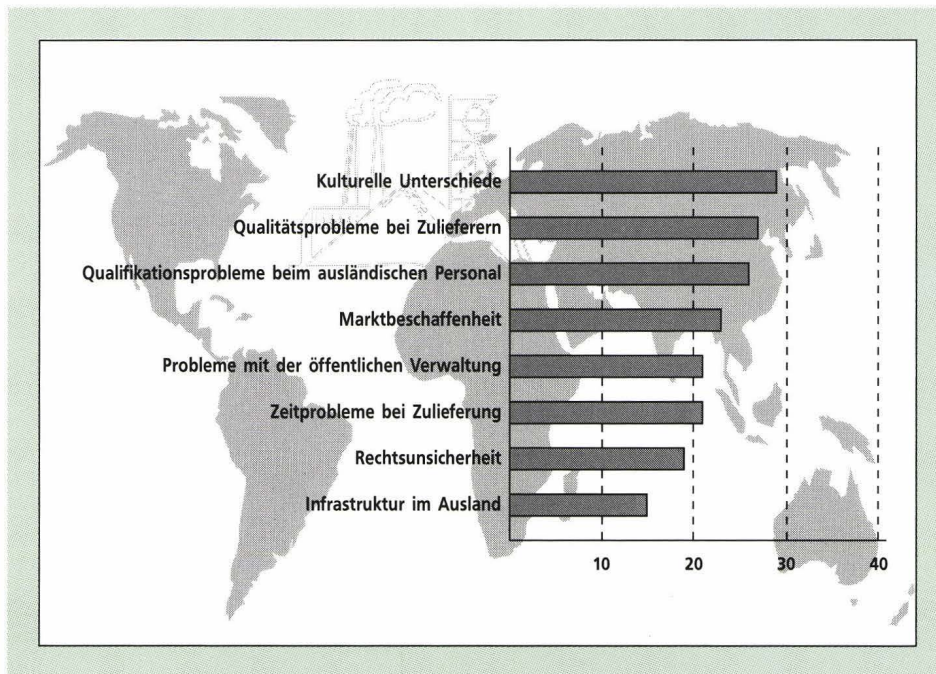 Kulturelle Unterschiede
Qualitätsprobleme bei Zulieferern
Qualifikationsprobleme beim ausländischen Personal
Marktbeschaffenheit
Probleme mit der öffentlichen Verwaltung
Zeitprobleme bei Zulieferung
Rechtsunsicherheit
Infrastruktur im Ausland
10 20 30 40